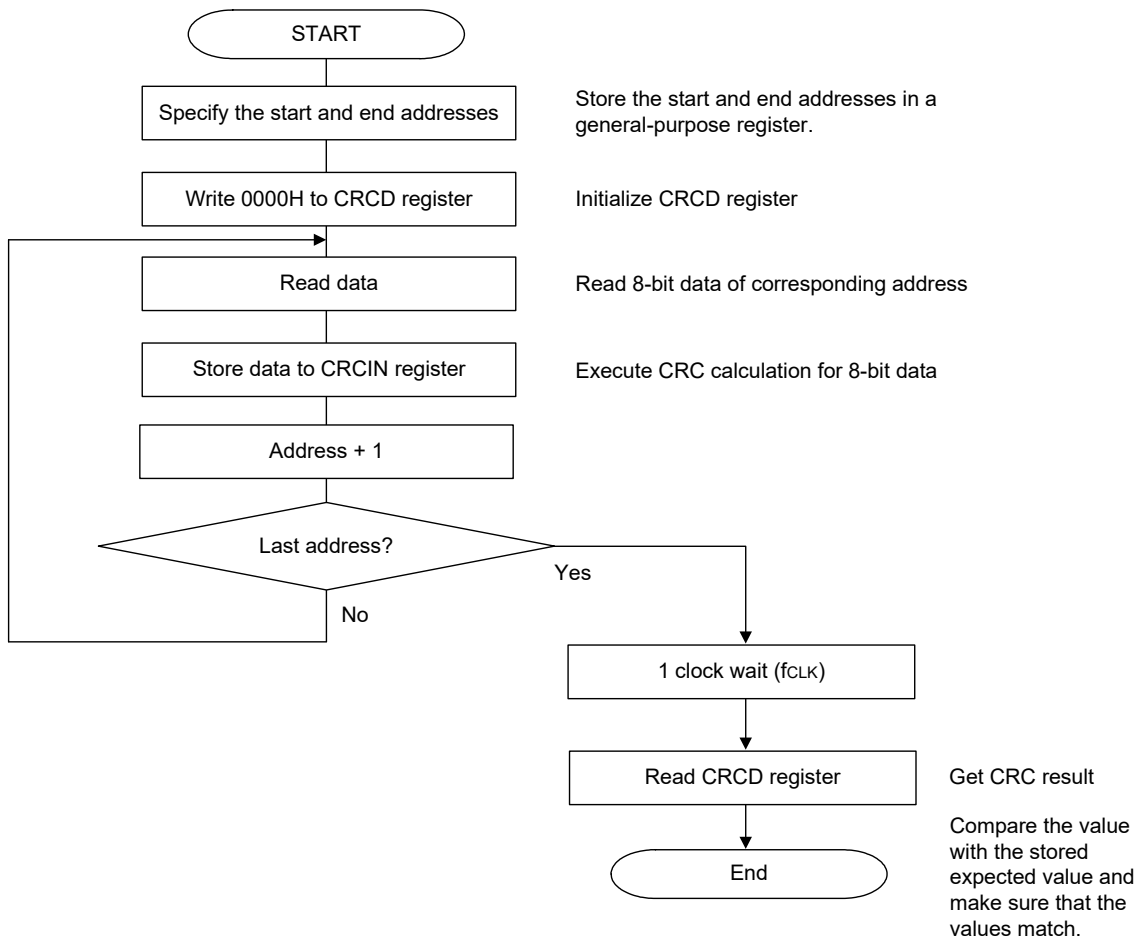 START
Specify the start and end addresses
Store the start and end addresses in a
general-purpose register.
Write 0000H to CRCD register
Initialize CRCD register
Read data
Read 8-bit data of corresponding address
Store data to CRCIN register
Execute CRC calculation for 8-bit data
Address + 1
Last address?
Yes
No
1 clock wait (fCLK)
Read CRCD register
Get CRC result
End
Compare the value
with the stored
expected value and
make sure that the
values match.